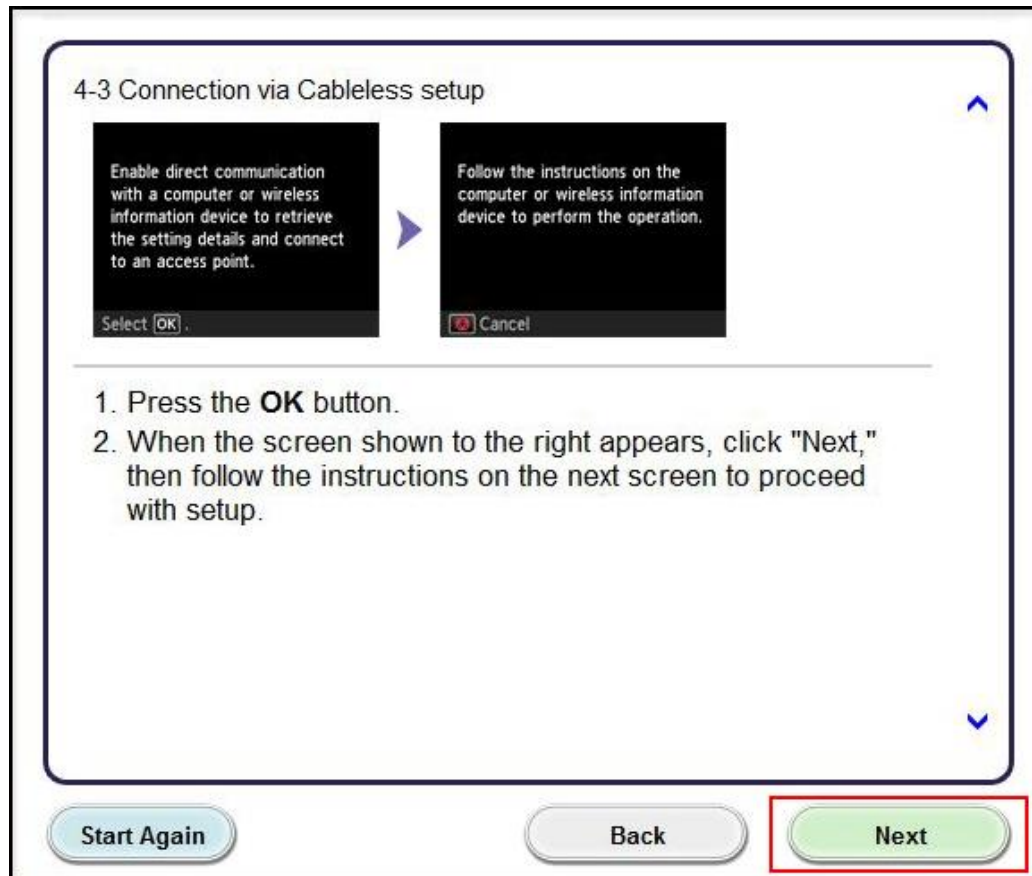 4-3 Connection via Cableless setup
Enable direct communication
with a computer or wireless
information device to retrieve
the setting details and connect
to an access point.
Select OK .
Follow the instructions on the
computer or wireless information
device to perform the operation.
Cancel
1. Press the OK button.
2. When the screen shown to the right appears, click "Next,"
then follow the instructions on the next screen to proceed
with setup.
Start Again
Back
Next